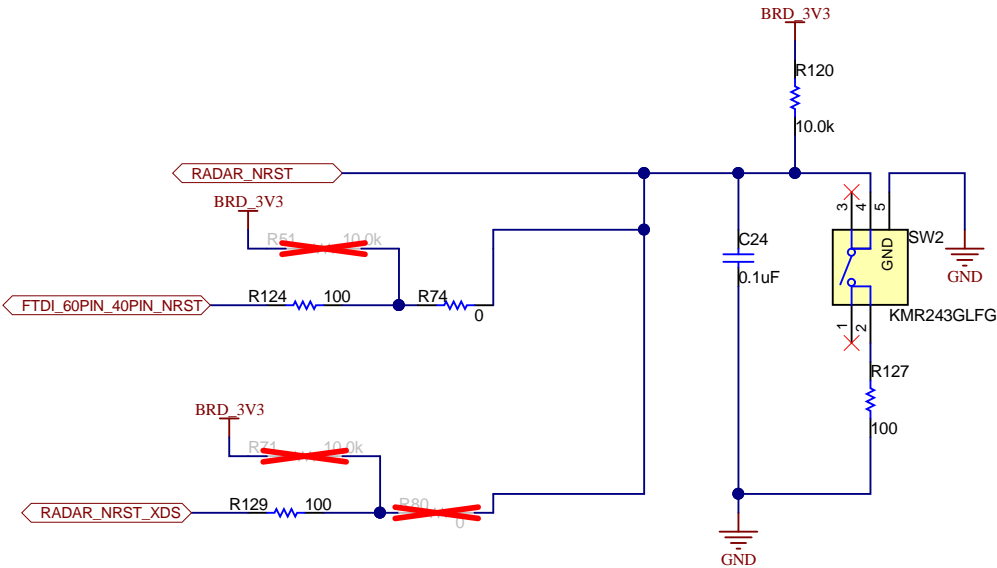 BRD_3V3
R120
10.0k
RADAR_NRST
BRD_3V3
R51 10.0k
3
4
5
GND
SW2
C24
0.1uF
GND
FTDI_60PIN_40PIN_NRST
R124 100
R74
0
KMR243GLFG
1
2
R127
100
BRD_3V3
R71 10.0k
RADAR_NRST_XDS
R129 100
R80
0
GND